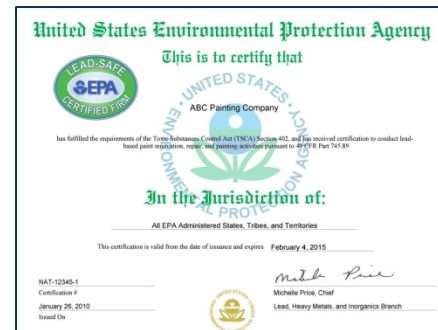 United States Environmental Protection Agency
This is to certify that
LEAD-SAFE
EPA
CERTIFIED FIRM
UNITED STATES
ENVIRONMENTAL PROTECTION AGENCY
ABC Painting Company
has fulfilled the requirements of the Toxic Substances Control Act (TSCA) Section 402, and has received certification to conduct lead-
based paint renovation, repair, and painting activities pursuant to 40 CFR Part 745.89
In the Jurisdiction of:
All EPA Administered States, Tribes, and Territories
This certification is valid from the date of issuance and expires February 4, 2015
NAT-12345-1
Certification #
January 26, 2010
Issued On
Michelle Price
Michelle Price, Chief
Lead, Heavy Metals, and Inorganics Branch